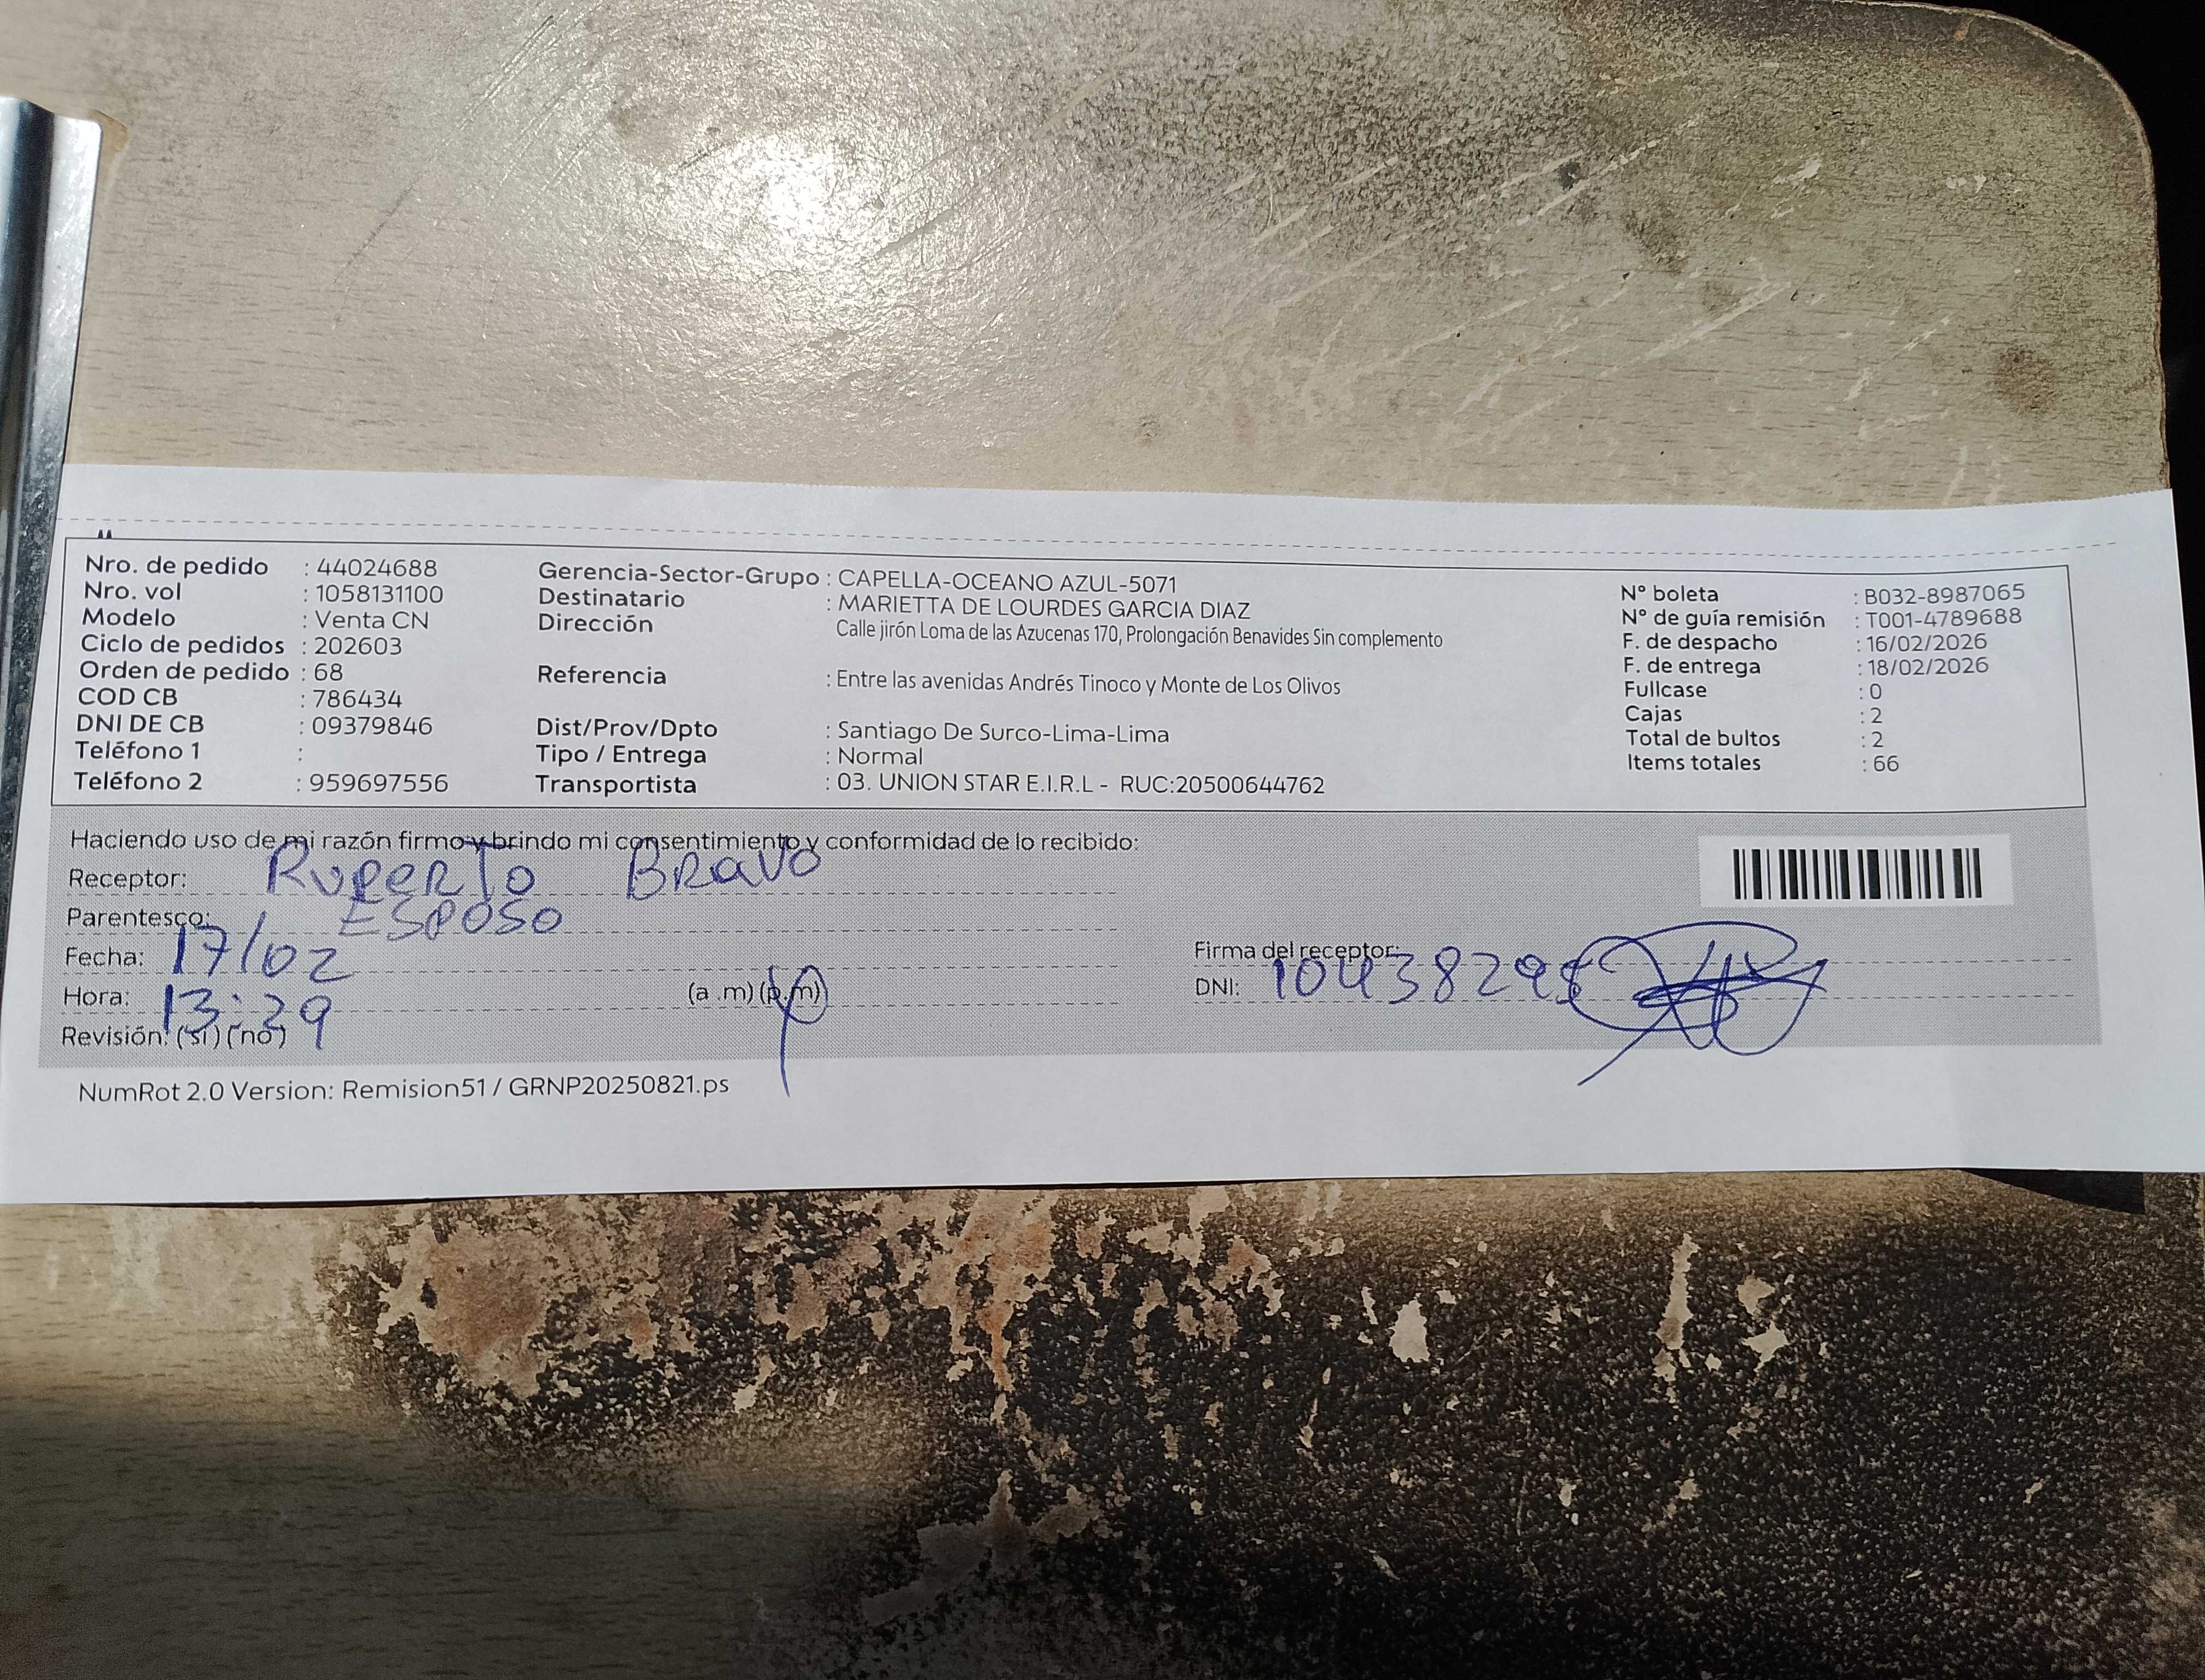 Nro. de pedido : 44024688
Nro. vol : 1058131100
Modelo : Venta CN
Ciclo de pedidos : 202603
Orden de pedido : 68
COD CB : 786434
DNI DE CB : 09379846
Teléfono 1 :
Teléfono 2 : 959697556
Gerencia-Sector-Grupo : CAPELLA-OCEANO AZUL-5071
Destinatario : MARIETTA DE LOURDES GARCIA DIAZ
Dirección Calle jirón Loma de las Azucenas 170, Prolongación Benavides Sin complemento
Referencia : Entre las avenidas Andrés Tinoco y Monte de Los Olivos
Dist/Prov/Dpto : Santiago De Surco-Lima-Lima
Tipo / Entrega : Normal
Transportista : 03. UNION STAR E.I.R.L - RUC:20500644762
N° boleta : B032-8987065
N° de guía remisión : T001-4789688
F. de despacho : 16/02/2026
F. de entrega : 18/02/2026
Fullcase : 0
Cajas : 2
Total de bultos : 2
Items totales : 66
Haciendo uso de mi razón firmo y brindo mi consentimiento y conformidad de lo recibido:
Receptor: RUPERTO BRAVO
Parentesco: ESPOSO
Fecha: 17/02
Hora: 13:29 (a .m) (p.m)
Revisión: (si) (no)
Firma del receptor:
DNI:
NumRot 2.0 Version: Remision51 / GRNP20250821.ps